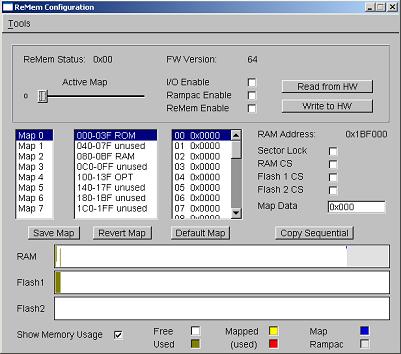 ReMem Configuration
Tools
ReMem Status: 0x00 FW Version: 64
Active Map
0
I/O Enable
Rampac Enable
ReMem Enable
Read from HW
Write to HW
Map 0
Map 1
Map 2
Map 3
Map 4
Map 5
Map 6
Map 7
000-03F ROM
040-07F unused
080-0BF RAM
0C0-0FF unused
100-13F OPT
140-17F unused
180-1BF unused
1C0-1FF unused
00 0x0000
01 0x0000
02 0x0000
03 0x0000
04 0x0000
05 0x0000
06 0x0000
07 0x0000
08 0x0000
RAM Address: 0x1BF000
Sector Lock
RAM CS
Flash 1 CS
Flash 2 CS
Map Data 0x000
Save Map Revert Map Default Map Copy Sequential
RAM
Flash1
Flash2
Show Memory Usage
Free Mapped Map
Used (used) Rampac